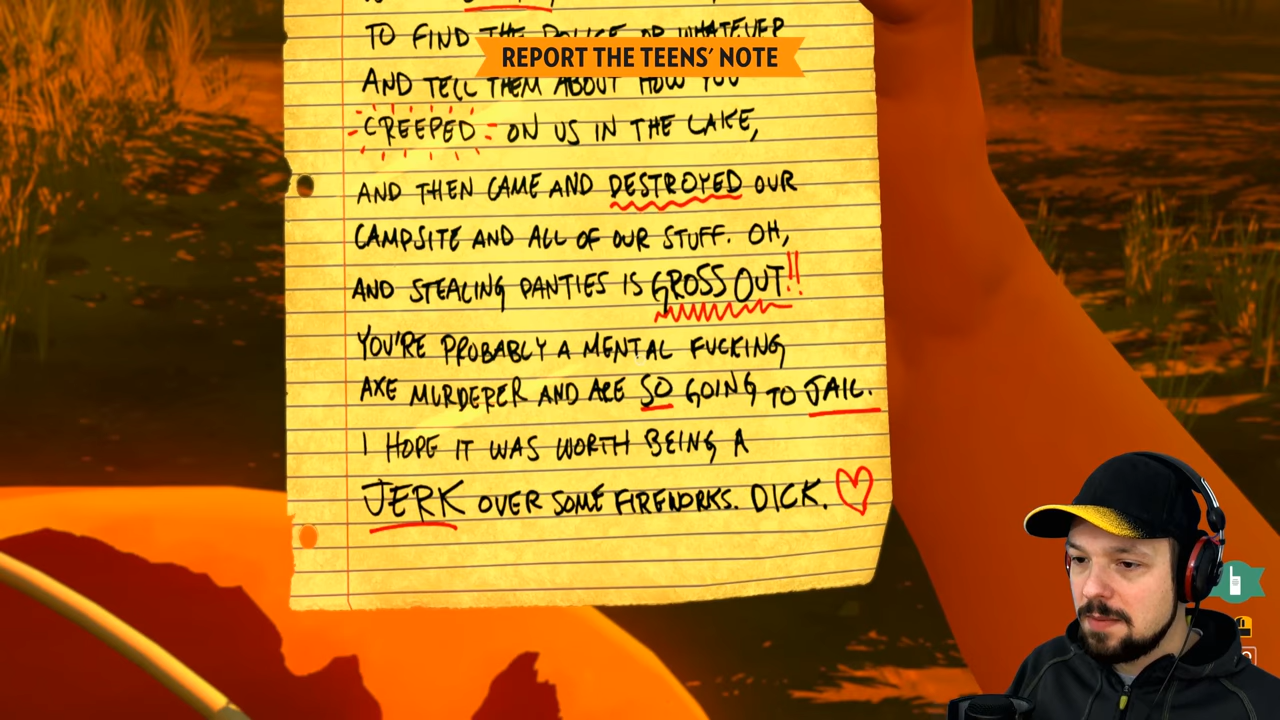 TO FIND THE POLICE OR WHATEVER
REPORT THE TEENS' NOTE
AND TELL THEM ABOUT HOW YOU
CREEPED ON US IN THE LAKE,
AND THEN CAME AND DESTROYED OUR
CAMPSITE AND ALL OF OUR STUFF. OH,
AND STEALING PANTIES IS GROSS OUT!!
YOU'RE PROBABLY A MENTAL FUCKING
AXE MURDERER AND ARE SO GOING TO JAIL.
I HOPE IT WAS WORTH BEING A
JERK OVER SOME FIREWORKS. DICK.